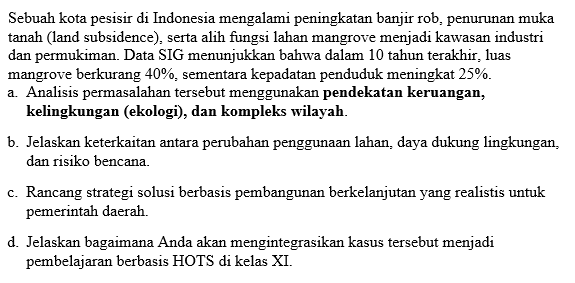 Sebuah kota pesisir di Indonesia mengalami peningkatan banjir rob, penurunan muka
tanah (land subsidence), serta alih fungsi lahan mangrove menjadi kawasan industri
dan permukiman. Data SIG menunjukkan bahwa dalam 10 tahun terakhir, luas
mangrove berkurang 40%, sementara kepadatan penduduk meningkat 25%.
a. Analisis permasalahan tersebut menggunakan pendekatan keruangan,
kelingkungan (ekologi), dan kompleks wilayah.
b. Jelaskan keterkaitan antara perubahan penggunaan lahan, daya dukung lingkungan,
dan risiko bencana.
c. Rancang strategi solusi berbasis pembangunan berkelanjutan yang realistis untuk
pemerintah daerah.
d. Jelaskan bagaimana Anda akan mengintegrasikan kasus tersebut menjadi
pembelajaran berbasis HOTS di kelas XI.